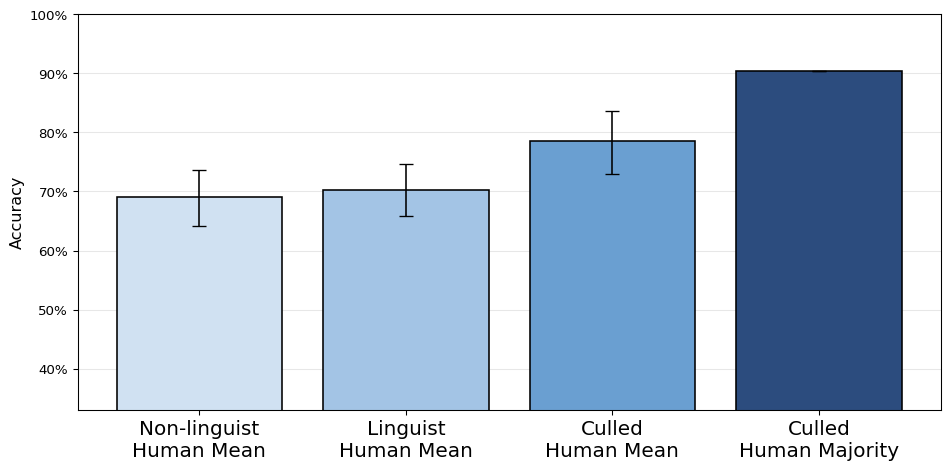 100%
90%
80%
70%
60%
50%
40%
Accuracy
Non-linguist
Human Mean
Linguist
Human Mean
Culled
Human Mean
Culled
Human Majority